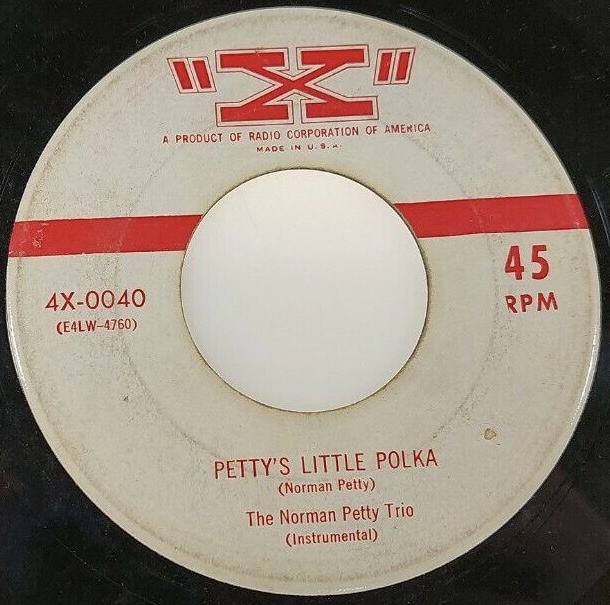 "X"
A PRODUCT OF RADIO CORPORATION OF AMERICA
MADE IN U.S.A.
45
RPM
4X-0040
(E4LW-4760)
PETTY'S LITTLE POLKA
(Norman Petty)
The Norman Petty Trio
(Instrumental)